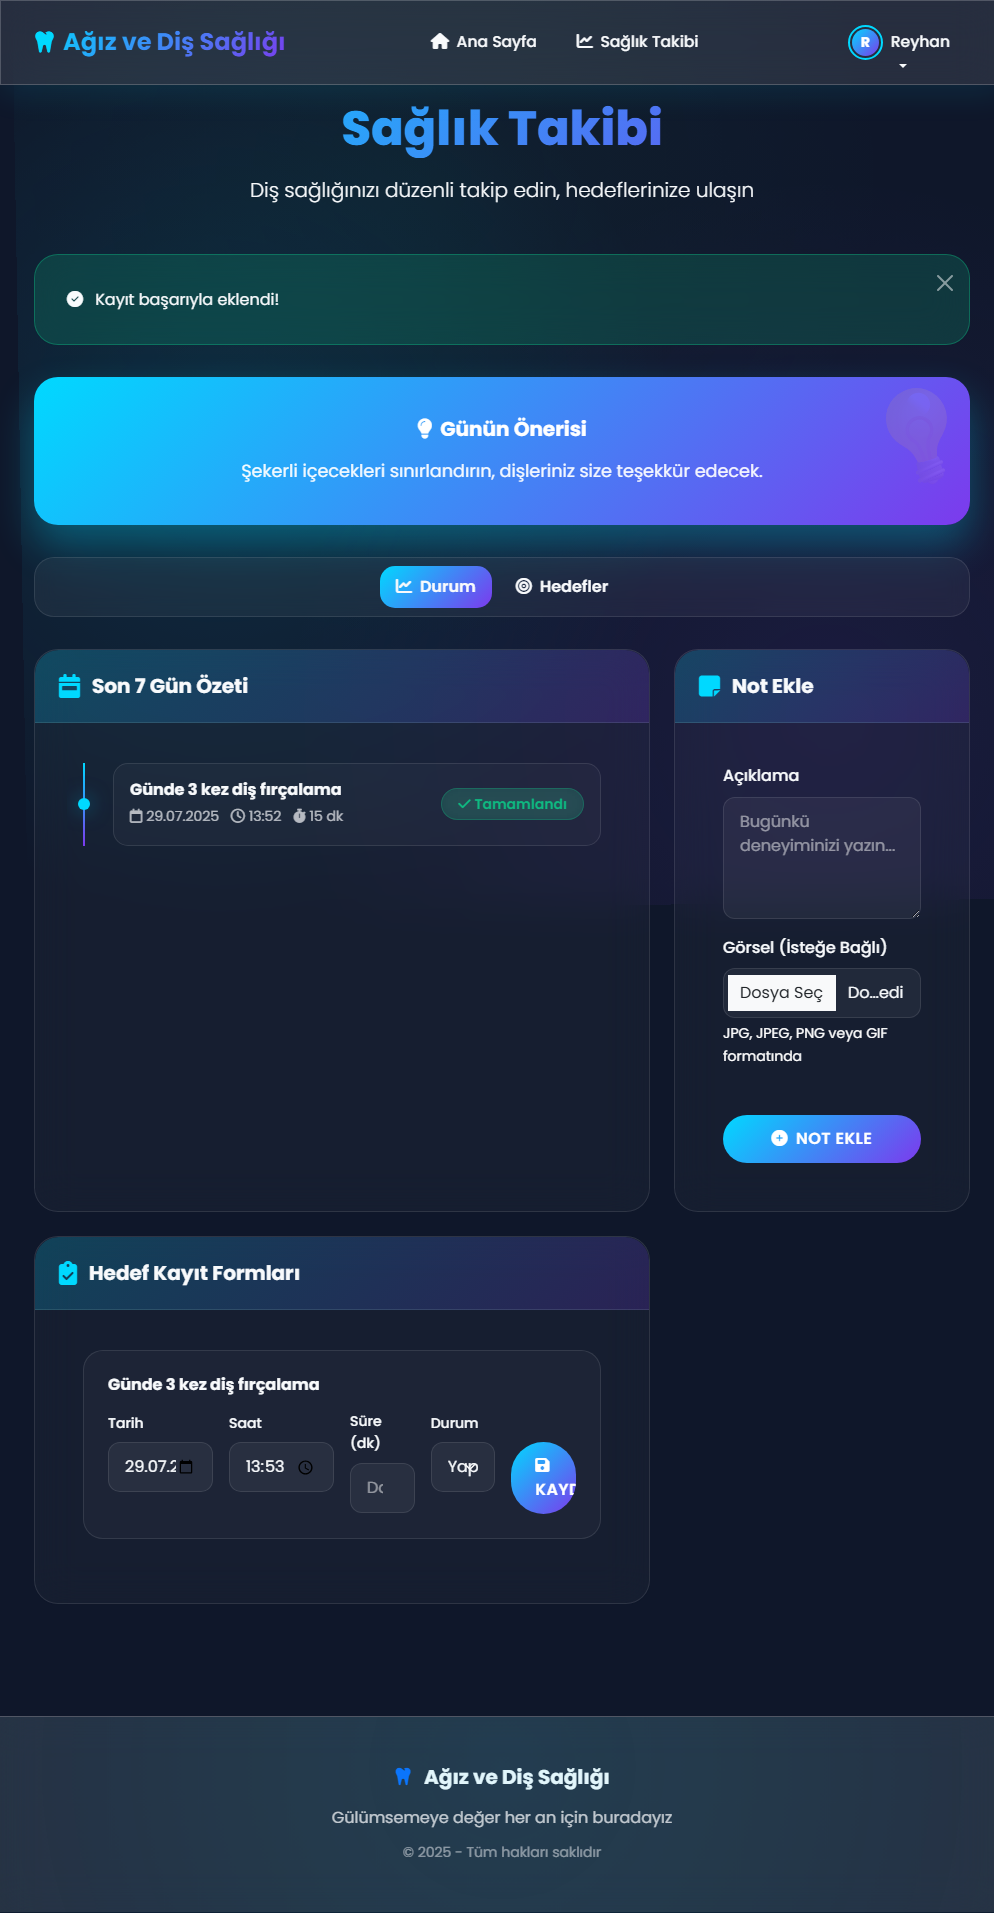 Ağız ve Diş Sağlığı
Ana Sayfa
Sağlık Takibi
R
Reyhan
Sağlık Takibi
Diş sağlığınızı düzenli takip edin, hedeflerinize ulaşın
Kayıt başarıyla eklendi!
Günün Önerisi
Şekerli içecekleri sınırlandırın, dişleriniz size teşekkür edecek.
Durum
Hedefler
Son 7 Gün Özeti
Günde 3 kez diş fırçalama
29.07.2025 13:52 15 dk
Tamamlandı
Not Ekle
Açıklama
Bugünkü
deneyiminizi yazın...
Görsel (İsteğe Bağlı)
Dosya Seç Do...edi
JPG, JPEG, PNG veya GIF
formatında
NOT EKLE
Hedef Kayıt Formları
Günde 3 kez diş fırçalama
Tarih
29.07.2
Saat
13:53
Süre
(dk)
Da
Durum
Yap
KAYD
Ağız ve Diş Sağlığı
Gülümsemeye değer her an için buradayız
© 2025 - Tüm hakları saklıdır